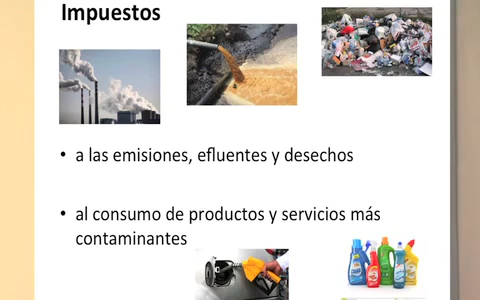 Impuestos
• a las emisiones, efluentes y desechos
• al consumo de productos y servicios más
contaminantes